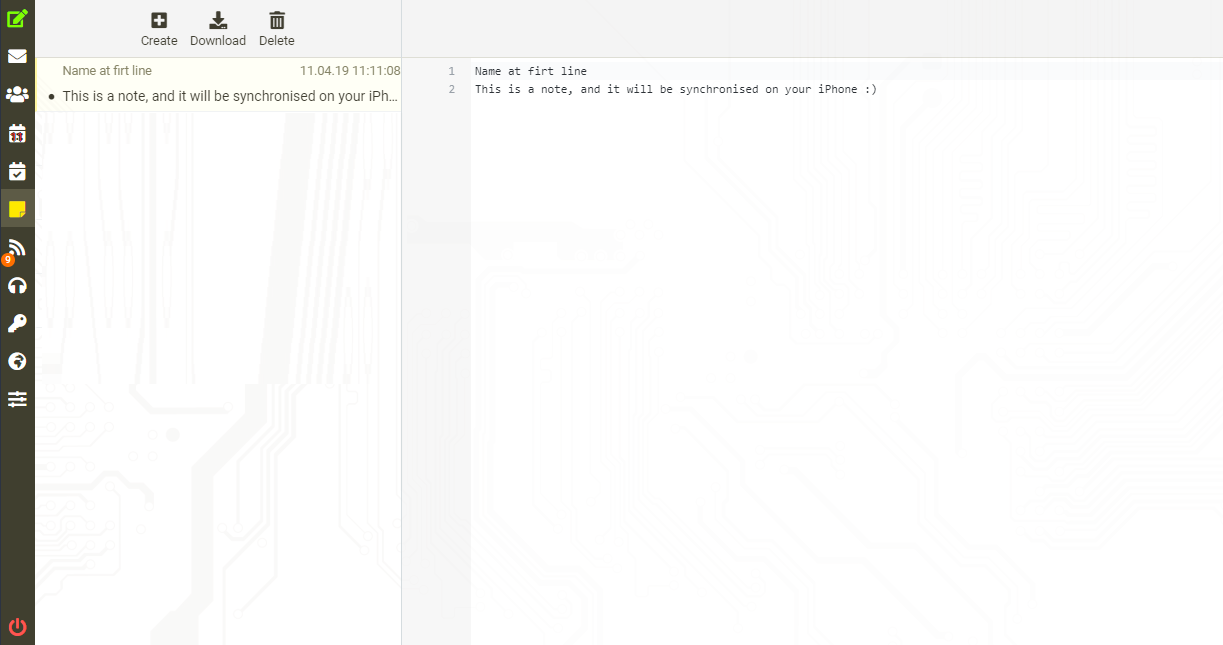 Create Download Delete
Name at firt line 11.04.19 11:11:08
This is a note, and it will be synchronised on your iPh...
1 Name at firt line
2 This is a note, and it will be synchronised on your iPhone :)
11
9